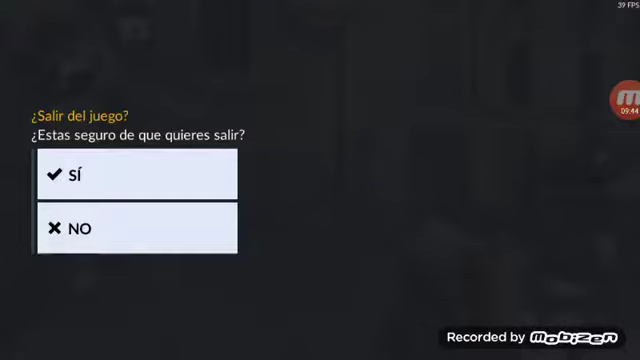 39 FPS
¿Salir del juego?
¿Estas seguro de que quieres salir?
SÍ
NO
09:44
Recorded by mobizen